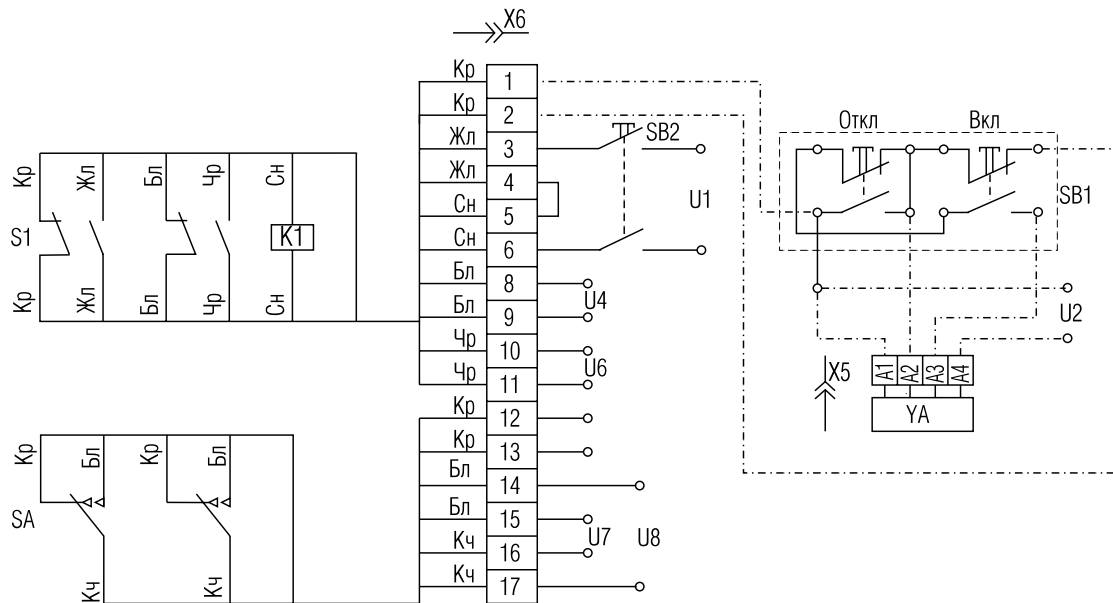 X6
Кр 1
Кр 2
Жл 3
Жл 4
Сн 5
Сн 6
Бл 8
Бл 9
Чр 10
Чр 11
Кр 12
Кр 13
Бл 14
Бл 15
Кч 16
Кч 17
Кр Жл Бл Чр Сн
S1
К1
Кр Жл Бл Чр Сн
Кр Бл Кр Бл
SA
Кч Кч
SB2
U1
U4
U6
U7 U8
Откл Вкл
SB1
U2
X5
A1 A2 A3 A4
YA